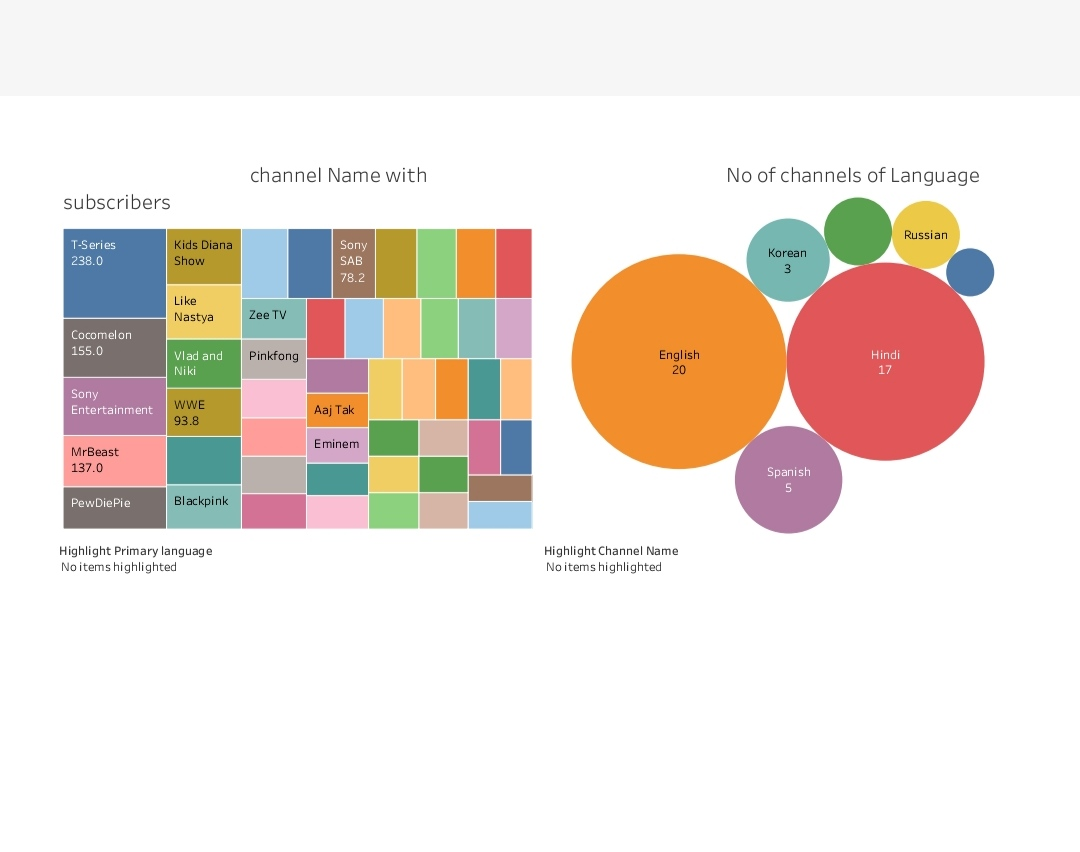 channel Name with
subscribers
T-Series
238.0
Cocomelon
155.0
Sony
Entertainment
MrBeast
137.0
PewDiePie
Kids Diana
Show
Like
Nastya
Vlad and
Niki
WWE
93.8
Blackpink
Zee TV
Pinkfong
Sony
SAB
78.2
Aaj Tak
Eminem
Highlight Primary language
No items highlighted
No of channels of Language
Korean
3
Russian
English
20
Hindi
17
Spanish
5
Highlight Channel Name
No items highlighted